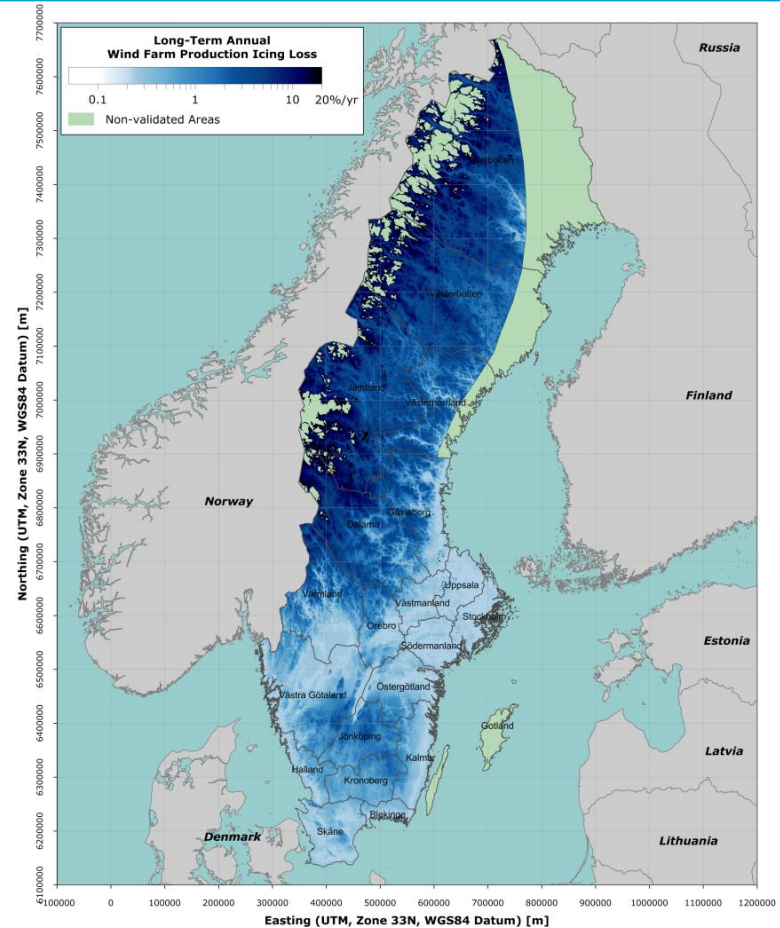 Long-Term Annual
Wind Farm Production Icing Loss
0.1 1 10 20%/yr
Non-validated Areas
Russia
Norrbotten
Västerbotten
Jämtland
Västernorrland
Finland
Norway
Gävleborg
Dalarna
Uppsala
Värmland
Västmanland
Stockholm
Örebro
Södermanland
Estonia
Östergötland
Västra Götaland
Gotland
Jönköping
Latvia
Kalmar
Halland
Kronoberg
Blekinge
Skåne
Denmark
Lithuania
Northing (UTM, Zone 33N, WGS84 Datum) [m]
7700000
7600000
7500000
7400000
7300000
7200000
7100000
7000000
6900000
6800000
6700000
6600000
6500000
6400000
6300000
6200000
6100000
-100000 0 100000 200000 300000 400000 500000 600000 700000 800000 900000 1000000 1100000 1200000
Easting (UTM, Zone 33N, WGS84 Datum) [m]